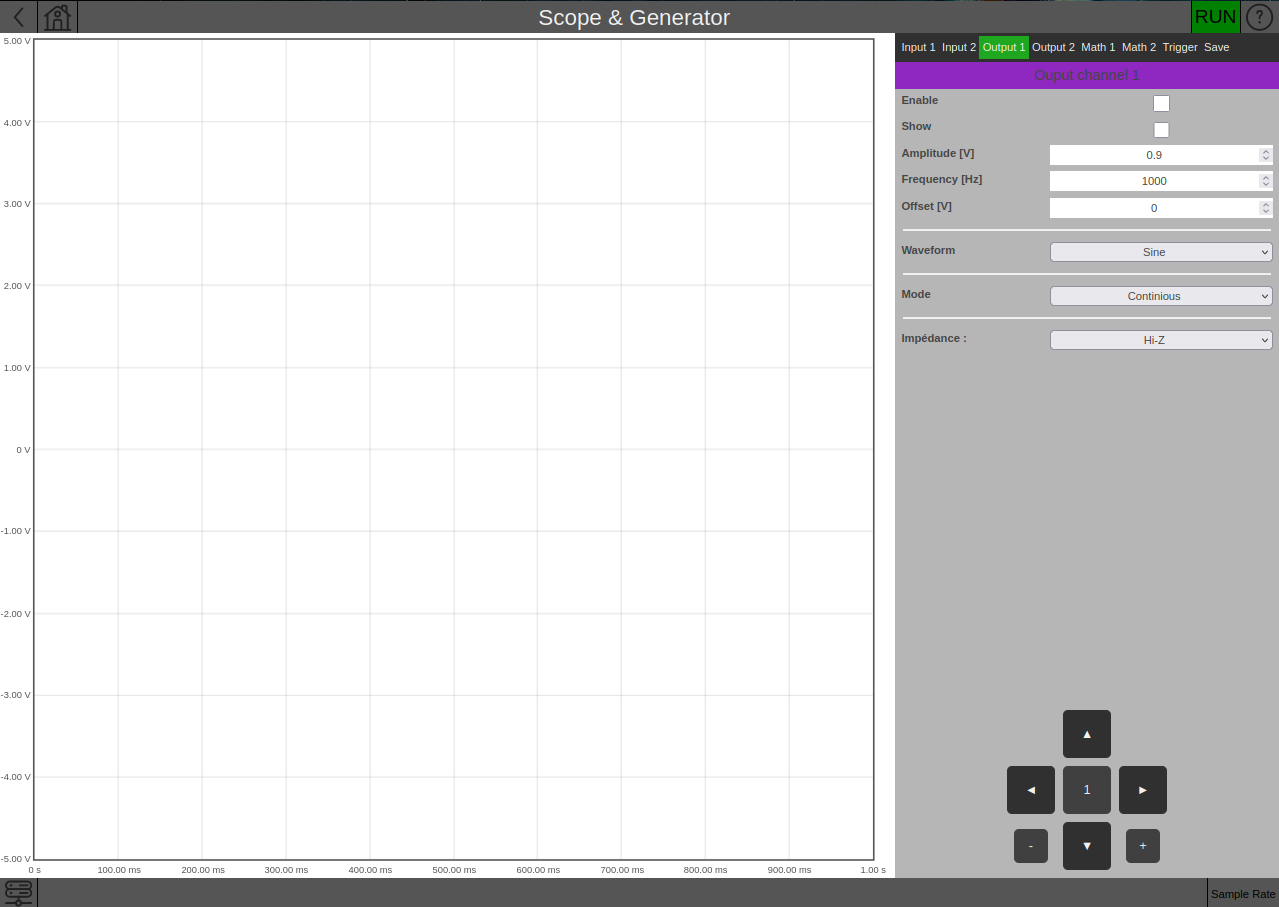 Scope & Generator
RUN
?
5.00 V
4.00 V
3.00 V
2.00 V
1.00 V
0 V
-1.00 V
-2.00 V
-3.00 V
-4.00 V
-5.00 V
0 s 100.00 ms 200.00 ms 300.00 ms 400.00 ms 500.00 ms 600.00 ms 700.00 ms 800.00 ms 900.00 ms 1.00 s
Input 1 Input 2 Output 1 Output 2 Math 1 Math 2 Trigger Save
Ouput channel 1
Enable
Show
Amplitude [V] 0.9
Frequency [Hz] 1000
Offset [V] 0
Waveform Sine
Mode Continious
Impédance : Hi-Z
▲
◄ 1 ►
- ▼ +
Sample Rate